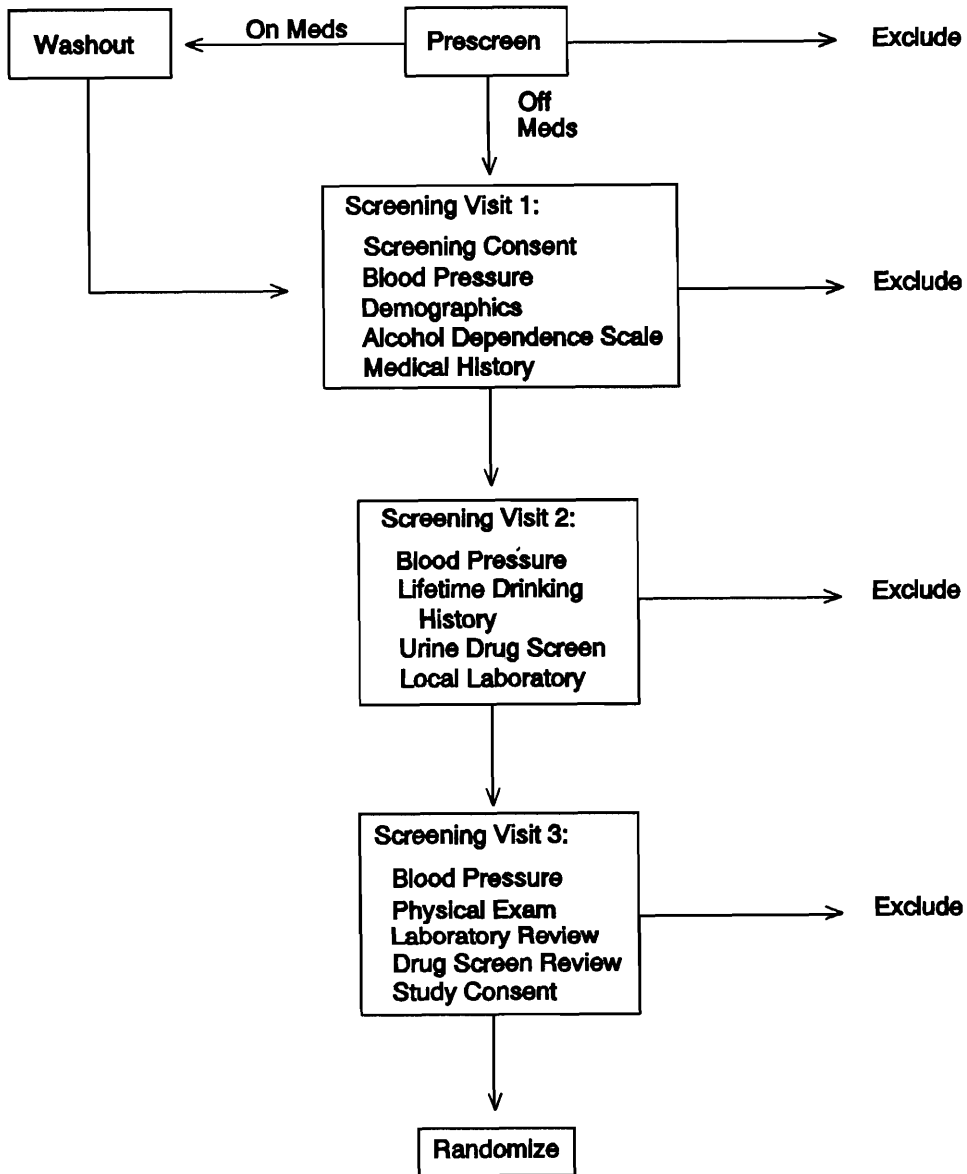 Washout
On Meds
Prescreen
Exclude
Off
Meds
Screening Visit 1:
Screening Consent
Blood Pressure
Demographics
Alcohol Dependence Scale
Medical History
Exclude
Screening Visit 2:
Blood Pressure
Lifetime Drinking
History
Urine Drug Screen
Local Laboratory
Exclude
Screening Visit 3:
Blood Pressure
Physical Exam
Laboratory Review
Drug Screen Review
Study Consent
Exclude
Randomize